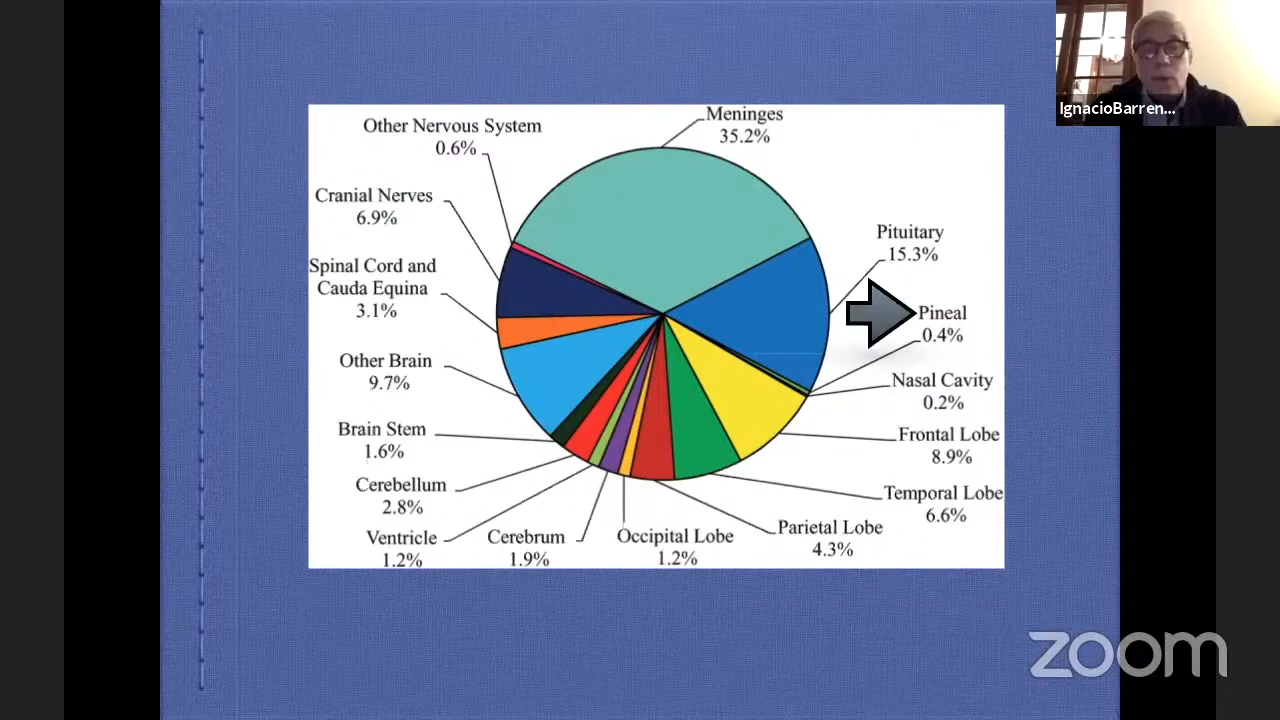 IgnacioBarren...
Meninges
35.2%
Other Nervous System
0.6%
Cranial Nerves
6.9%
Pituitary
15.3%
Spinal Cord and
Cauda Equina
3.1%
Pineal
0.4%
Other Brain
9.7%
Nasal Cavity
0.2%
Brain Stem
1.6%
Frontal Lobe
8.9%
Cerebellum
2.8%
Temporal Lobe
6.6%
Ventricle
1.2%
Cerebrum
1.9%
Occipital Lobe
1.2%
Parietal Lobe
4.3%
zoom